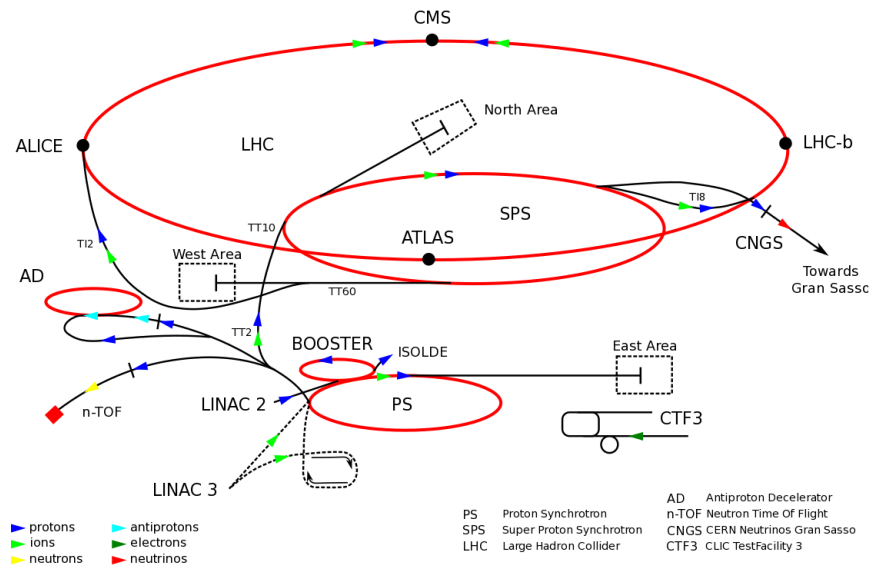 CMS
North Area
ALICE
LHC
LHC-b
TT10
SPS
TI8
ATLAS
CNGS
TI2
West Area
Towards
Gran Sasso
AD
TT60
TT2
BOOSTER
ISOLDE
East Area
n-TOF
LINAC 2
PS
CTF3
LINAC 3
protons
ions
neutrons
antiprotons
electrons
neutrinos
PS Proton Synchrotron
SPS Super Proton Synchrotron
LHC Large Hadron Collider
AD Antiproton Decelerator
n-TOF Neutron Time Of Flight
CNGS CERN Neutrinos Gran Sasso
CTF3 CLIC TestFacility 3